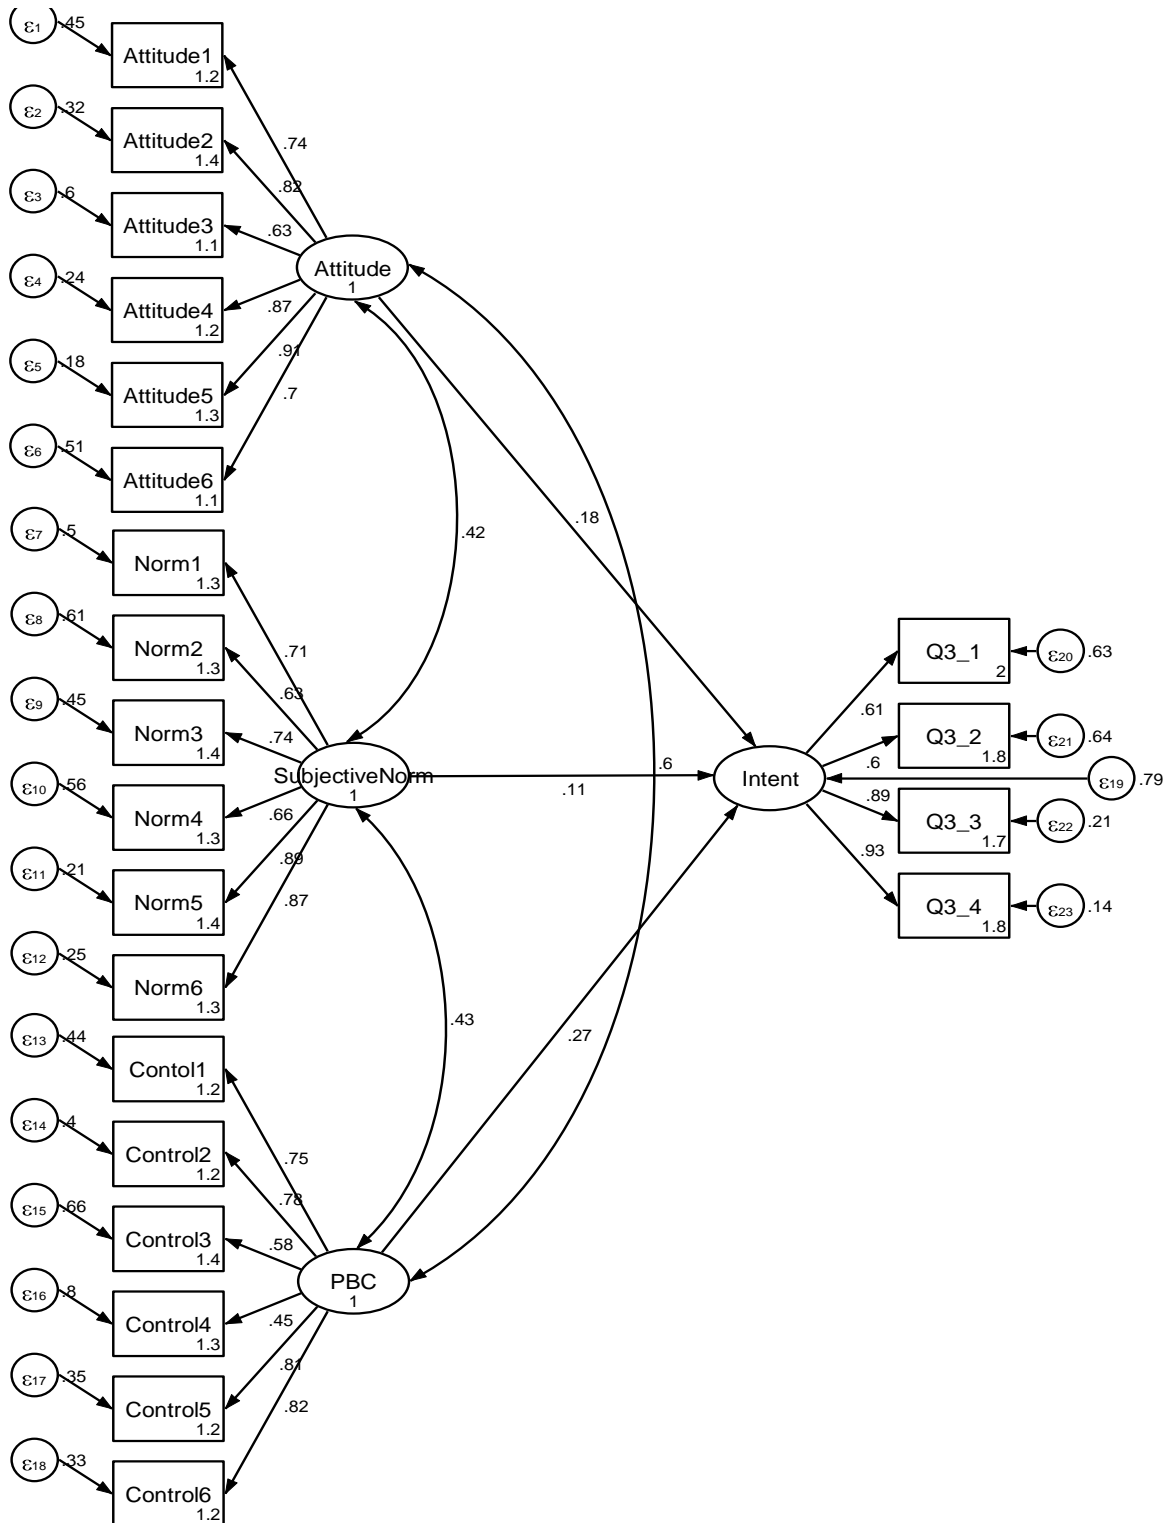 ε1 .45
Attitude1
1.2
ε2 .32
Attitude2
1.4
ε3 .6
Attitude3
1.1
ε4 .24
Attitude4
1.2
ε5 .18
Attitude5
1.3
ε6 .51
Attitude6
1.1
ε7 .5
Norm1
1.3
ε8 .61
Norm2
1.3
ε9 .45
Norm3
1.4
ε10 .56
Norm4
1.3
ε11 .21
Norm5
1.4
ε12 .25
Norm6
1.3
ε13 .44
Contol1
1.2
ε14 .4
Control2
1.2
ε15 .66
Control3
1.4
ε16 .8
Control4
1.3
ε17 .35
Control5
1.2
ε18 .33
Control6
1.2
.74
.82
.63
.87
.91
.7
Attitude
1
.71
.63
.74
.66
.89
.87
SubjectiveNorm
1
.75
.78
.58
.45
.81
.82
PBC
1
.42
.43
.6
.18
.11
.27
Intent
.61
.6
.89
.93
Q3_1
2
ε20 .63
Q3_2
1.8
ε21 .64
ε19 .79
Q3_3
1.7
ε22 .21
Q3_4
1.8
ε23 .14